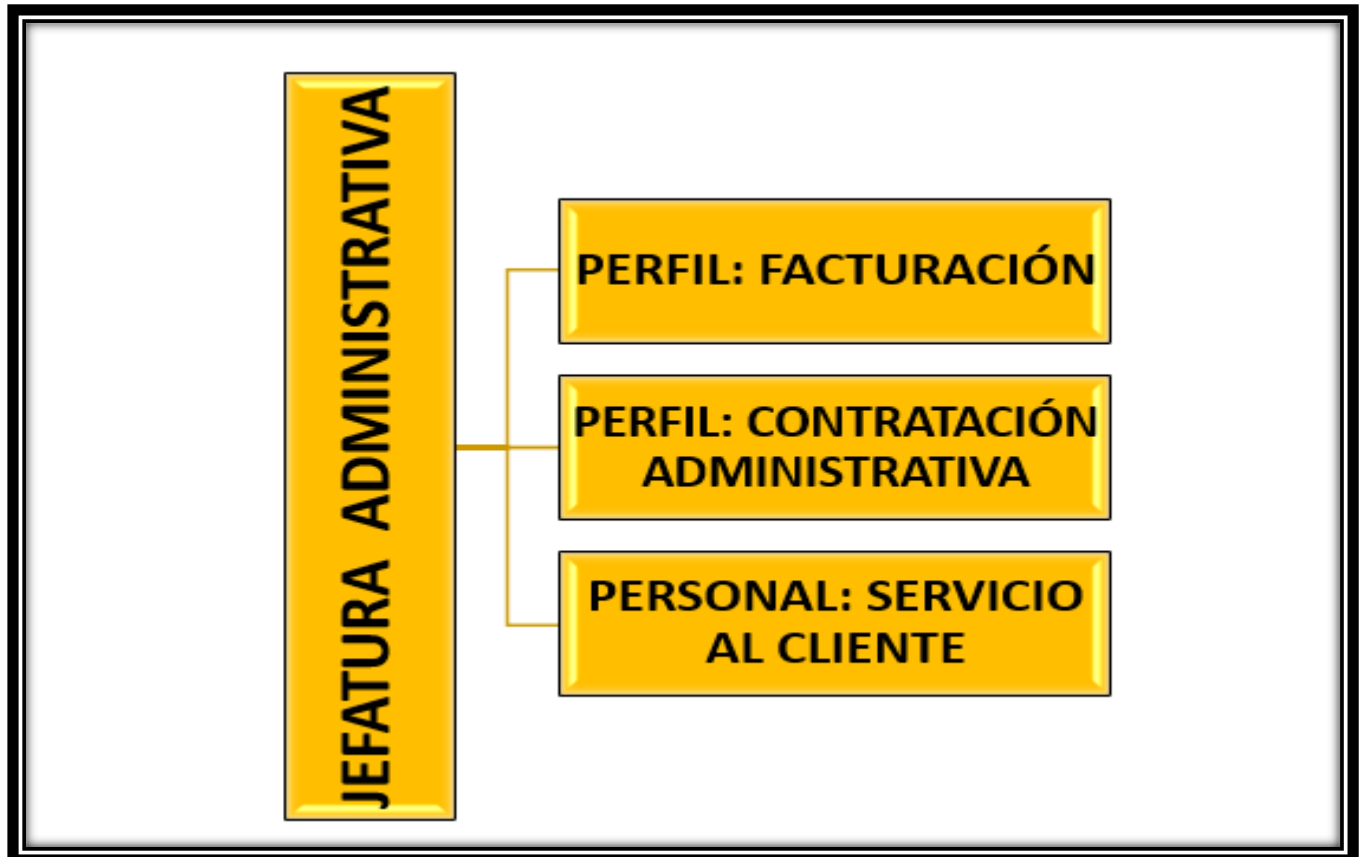 JEFATURA ADMINISTRATIVA
PERFIL: FACTURACIÓN
PERFIL: CONTRATACIÓN
ADMINISTRATIVA
PERSONAL: SERVICIO
AL CLIENTE